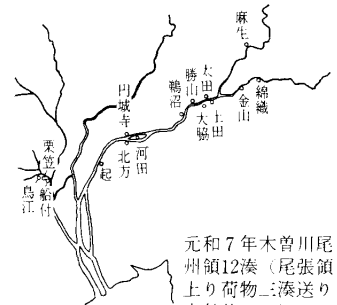 麻生
綿織
金山
太田
土田
大脇
勝山
鵜沼
円城寺
河田
北方
起
栗笠
船付
烏江
元和7年木曽川尾
州領12湊（尾張領
上り荷物三湊送り